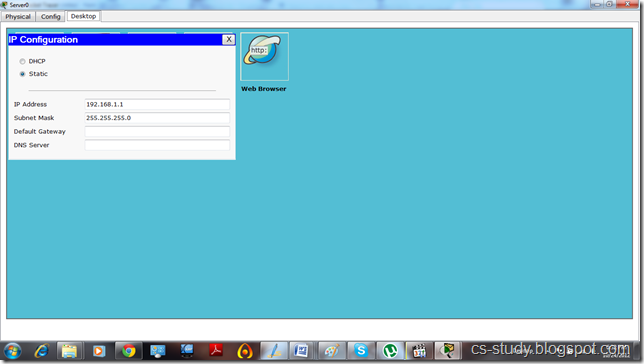 Server0
Physical Config Desktop
IP Configuration X
http:
DHCP
Static
Web Browser
IP Address 192.168.1.1
Subnet Mask 255.255.255.0
Default Gateway
DNS Server
cs-study.blogspot.com